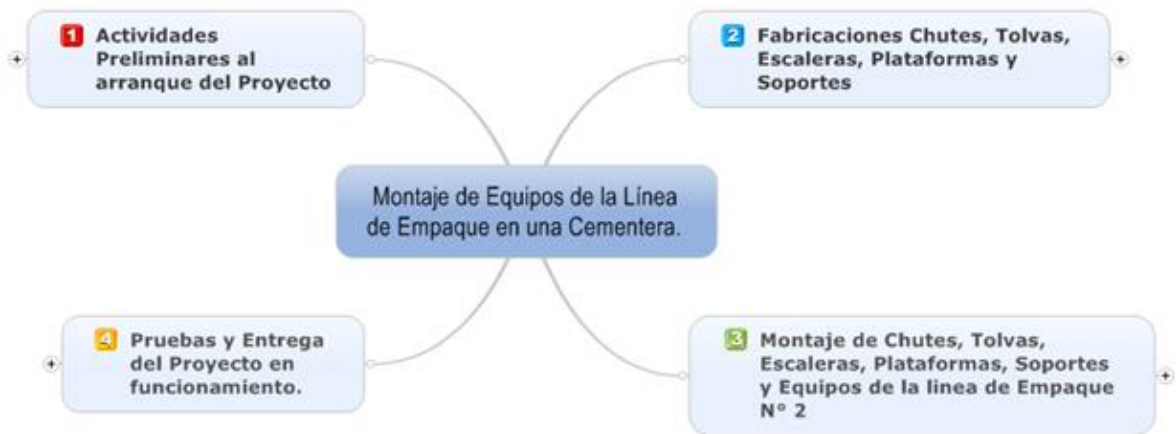 1 Actividades
Preliminares al
arranque del Proyecto
2 Fabricaciones Chutes, Tolvas,
Escaleras, Plataformas y
Soportes
Montaje de Equipos de la Línea
de Empaque en una Cementera.
4 Pruebas y Entrega
del Proyecto en
funcionamiento.
3 Montaje de Chutes, Tolvas,
Escaleras, Plataformas, Soportes
y Equipos de la linea de Empaque
N° 2